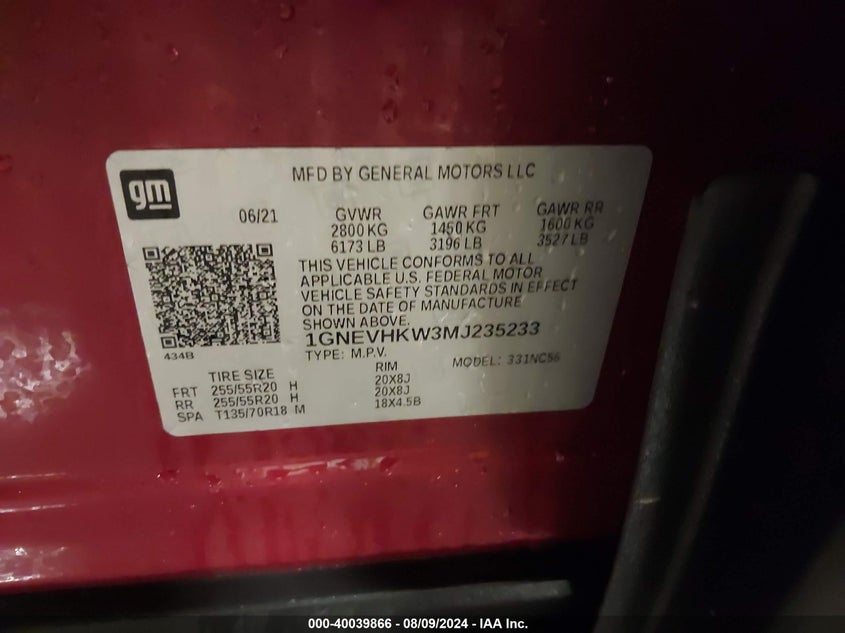 MFD BY GENERAL MOTORS LLC
gm
06/21 GVWR GAWR FRT GAWR RR
2800 KG 1450 KG 1600 KG
6173 LB 3196 LB 3527 LB
THIS VEHICLE CONFORMS TO ALL
APPLICABLE U.S. FEDERAL MOTOR
VEHICLE SAFETY STANDARDS IN EFFECT
ON THE DATE OF MANUFACTURE
SHOWN ABOVE.
1GNEVHKW3MJ235233
434B
TYPE: M.P.V. MODEL: 331NC56
TIRE SIZE RIM
FRT 255/55R20 H 20X8J
RR 255/55R20 H 20X8J
SPA T135/70R18 M 18X4.5B
000-40039866 - 08/09/2024 - IAA Inc.